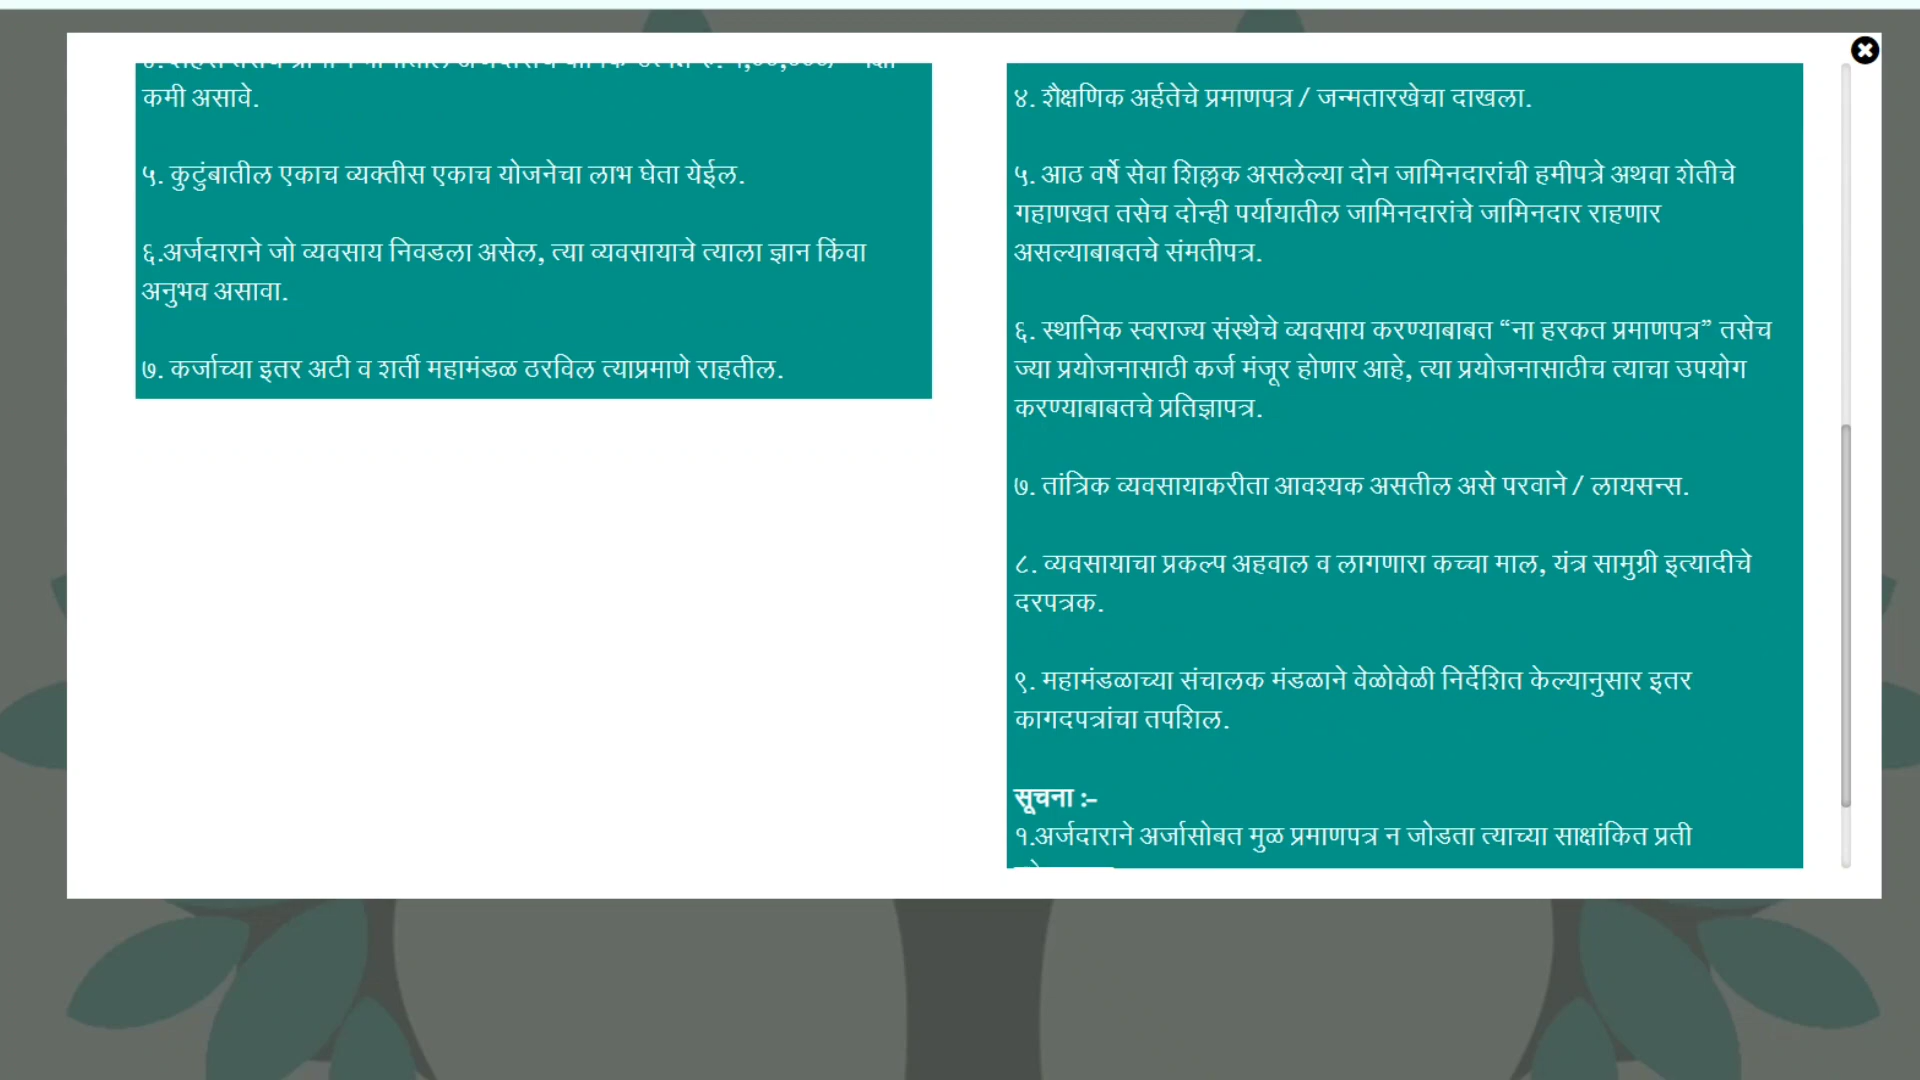 कमी असावे.
५. कुटुंबातील एकाच व्यक्तीस एकाच योजनेचा लाभ घेता येईल.
६.अर्जदाराने जो व्यवसाय निवडला असेल, त्या व्यवसायाचे त्याला ज्ञान किंवा
अनुभव असावा.
७. कर्जाच्या इतर अटी व शर्ती महामंडळ ठरविल त्याप्रमाणे राहतील.
४. शैक्षणिक अर्हतेचे प्रमाणपत्र / जन्मतारखेचा दाखला.
५. आठ वर्षे सेवा शिल्लक असलेल्या दोन जामिनदारांची हमीपत्रे अथवा शेतीचे
गहाणखत तसेच दोन्ही पर्यायातील जामिनदारांचे जामिनदार राहणार
असल्याबाबतचे संमतीपत्र.
६. स्थानिक स्वराज्य संस्थेचे व्यवसाय करण्याबाबत “ना हरकत प्रमाणपत्र” तसेच
ज्या प्रयोजनासाठी कर्ज मंजूर होणार आहे, त्या प्रयोजनासाठीच त्याचा उपयोग
करण्याबाबतचे प्रतिज्ञापत्र.
७. तांत्रिक व्यवसायाकरीता आवश्यक असतील असे परवाने / लायसन्स.
८. व्यवसायाचा प्रकल्प अहवाल व लागणारा कच्चा माल, यंत्र सामुग्री इत्यादीचे
दरपत्रक.
९. महामंडळाच्या संचालक मंडळाने वेळोवेळी निर्देशित केल्यानुसार इतर
कागदपत्रांचा तपशिल.
सूचना :-
१.अर्जदाराने अर्जासोबत मुळ प्रमाणपत्र न जोडता त्याच्या साक्षांकित प्रती